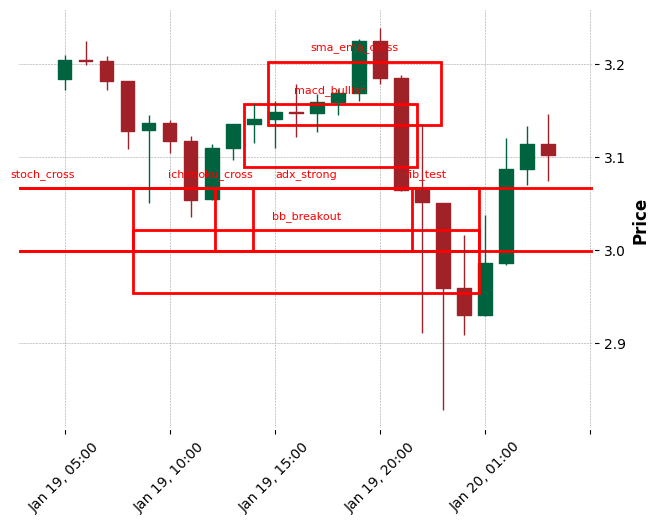 sma_ema_cross
macd_bullish
stoch_cross
ichimoku_cross
adx_strong
fib_test
bb_breakout
3.2
3.1
3.0
2.9
Price
Jan 19, 05:00
Jan 19, 10:00
Jan 19, 15:00
Jan 19, 20:00
Jan 20, 01:00